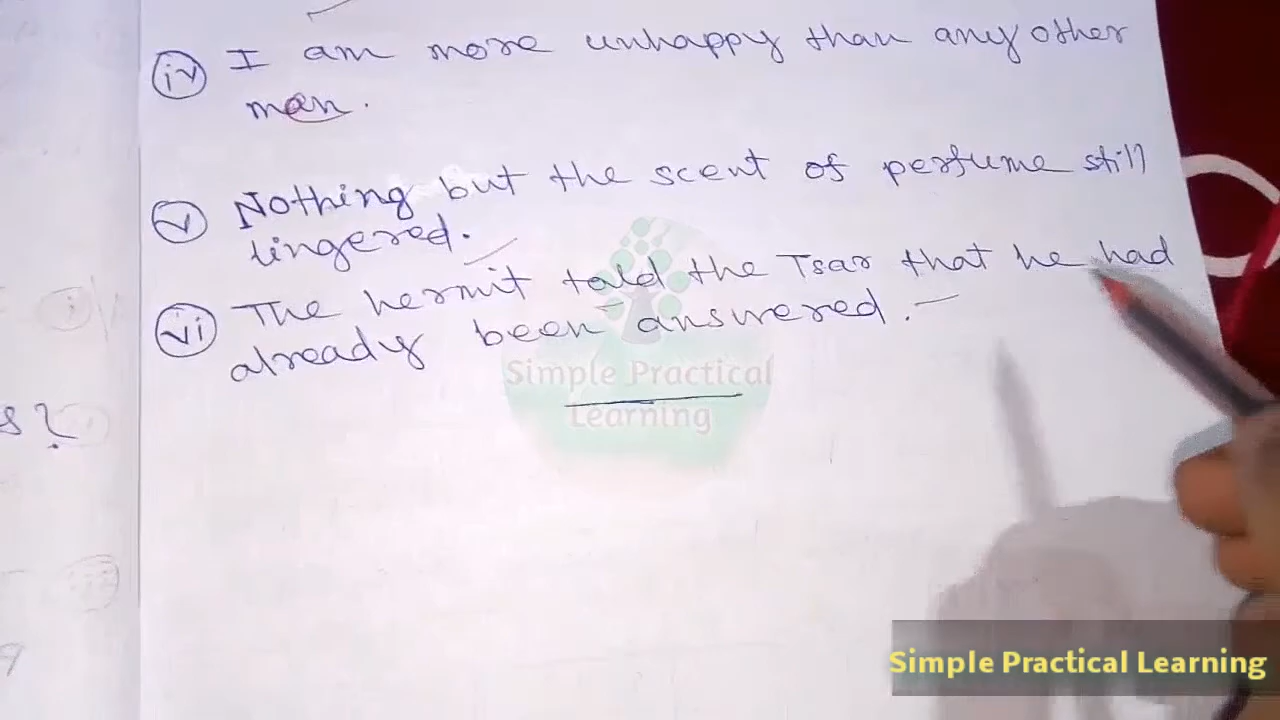 iv I am more unhappy than any other
man.
v Nothing but the scent of perfume still
lingered.
vi The hermit told the Tsar that he had
already been answered.
Simple Practical
Learning
s?
Simple Practical Learning